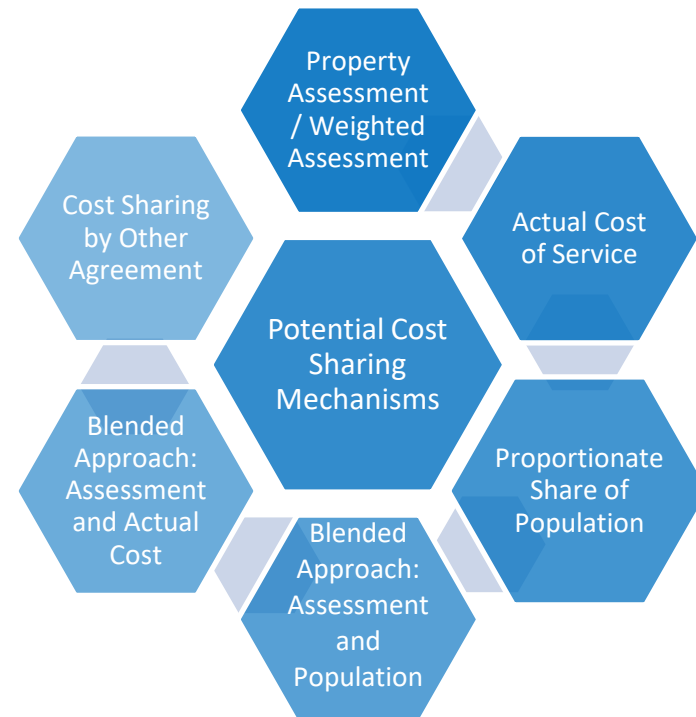 Property
Assessment
/ Weighted
Assessment
Actual Cost
of Service
Proportionate
Share of
Population
Blended
Approach:
Assessment
and
Population
Blended
Approach:
Assessment
and Actual
Cost
Cost Sharing
by Other
Agreement
Potential Cost
Sharing
Mechanisms